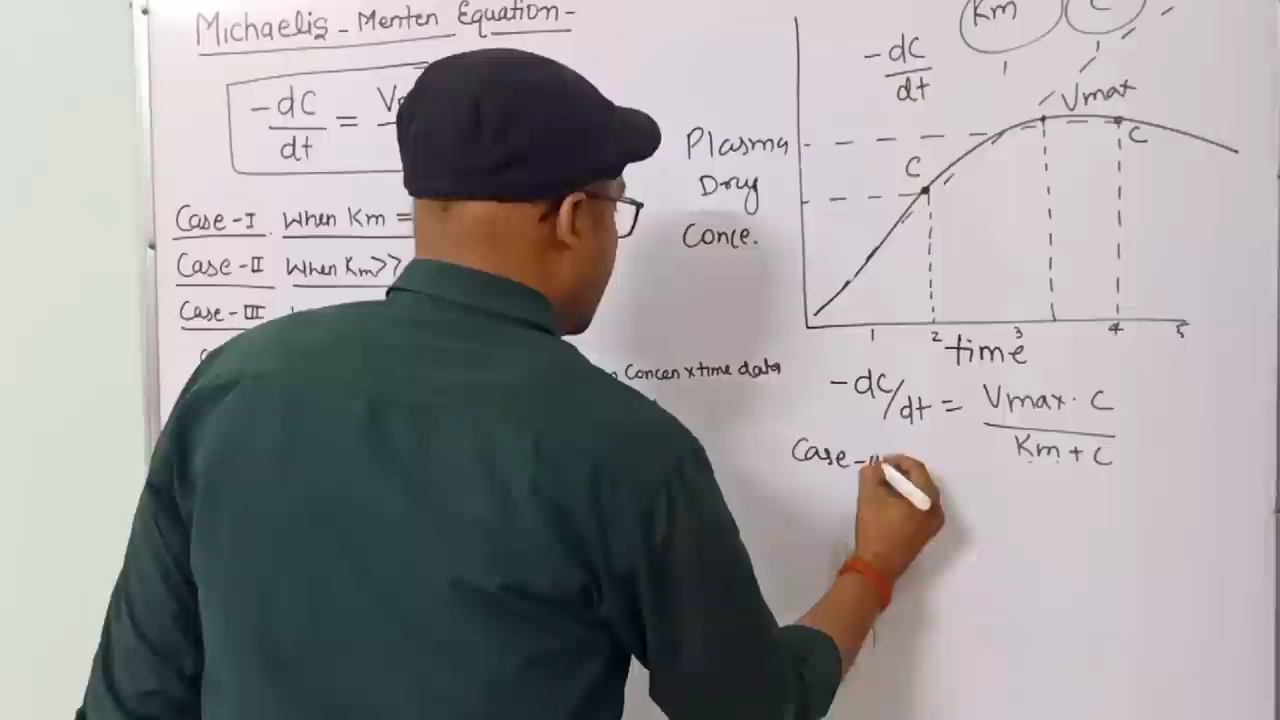 Michaelis - Menten Equation -
-dC/dt =
Case-I. when Km =
Case-II when Km>>
Case-III
Concen x time data
Km
C
-dC/dt
Vmax
C
C
Plasma
Drug
Conce.
1 2 3 4 5
time
-dC/dt = Vmax. C / Km + C
Case -